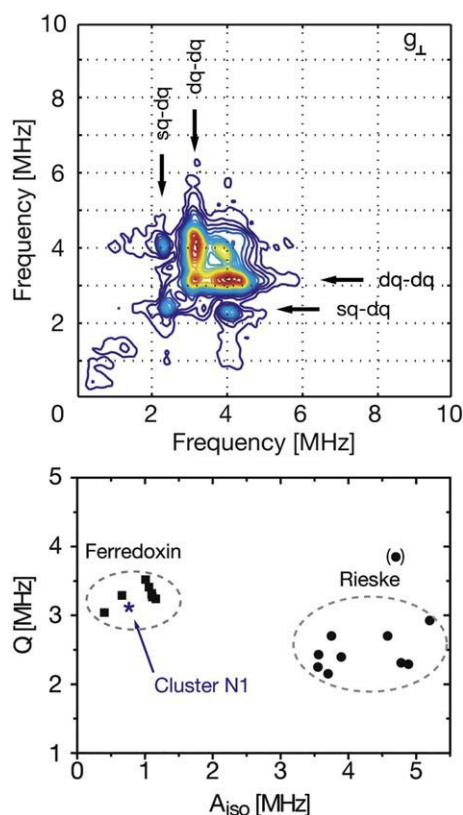 10
8
6
4
2
0
2
4
6
8
10
Frequency [MHz]
Frequency [MHz]
g⊥
sq-dq
dq-dq
dq-dq
sq-dq
5
4
3
2
1
0
1
2
3
4
5
Q [MHz]
A_iso [MHz]
Ferredoxin
Cluster N1
(•)
Rieske